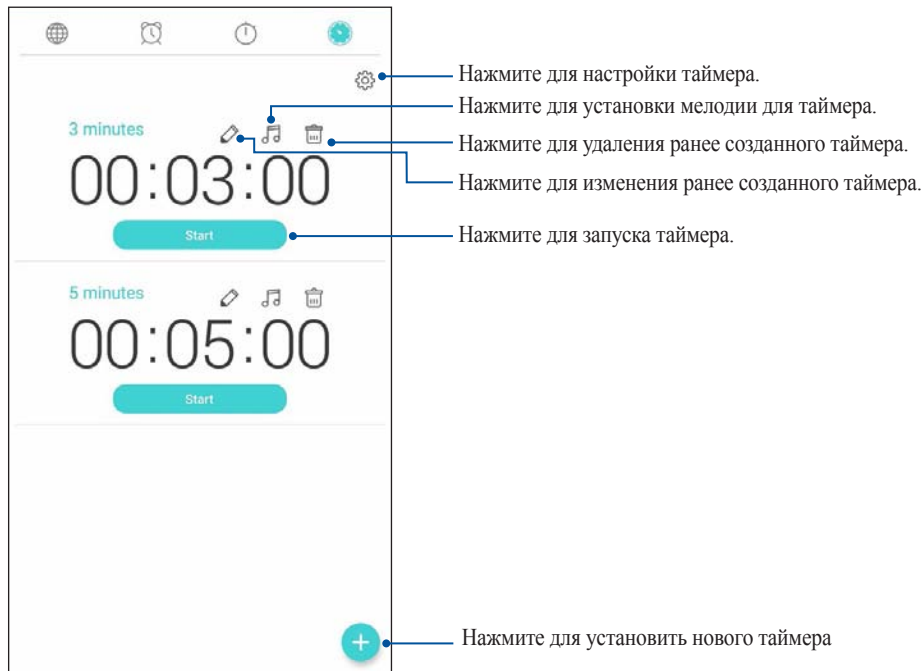 Нажмите для настройки таймера.
Нажмите для установки мелодии для таймера.
3 minutes
Нажмите для удаления ранее созданного таймера.
00:03:00
Нажмите для изменения ранее созданного таймера.
Start
Нажмите для запуска таймера.
5 minutes
00:05:00
Start
Нажмите для установить нового таймера